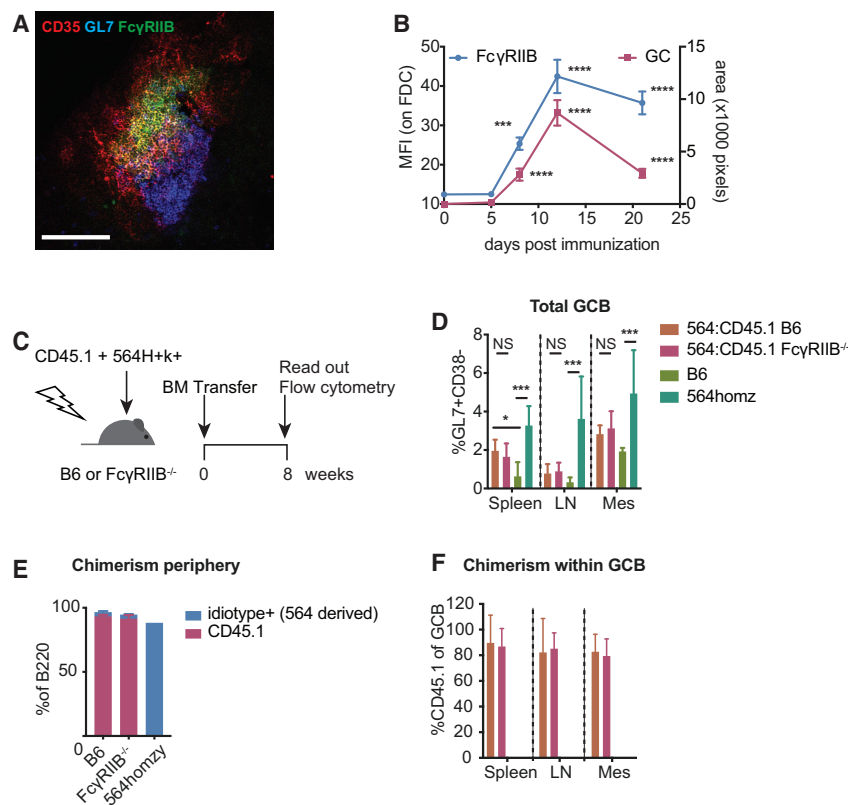 A
CD35 GL7 FcγRIIB
B
FcγRIIB
GC
50
40
30
20
10
MFI (on FDC)
15
10
5
0
area (x1000 pixels)
***
****
****
****
****
****
0 5 10 15 20 25
days post immunization
C
CD45.1 + 564H+k+
BM Transfer
Read out
Flow cytometry
B6 or FcγRIIB-/-
0 8 weeks
D
Total GCB
8
6
4
2
0
%GL7+CD38-
NS
***
*
NS
***
NS
***
Spleen LN Mes
564:CD45.1 B6
564:CD45.1 FcγRIIB-/-
B6
564homz
E
Chimerism periphery
100
50
0
%of B220
B6
FcγRIIB-/-
564homzy
idiotype+ (564 derived)
CD45.1
F
Chimerism within GCB
120
100
80
60
40
20
0
%CD45.1 of GCB
Spleen LN Mes